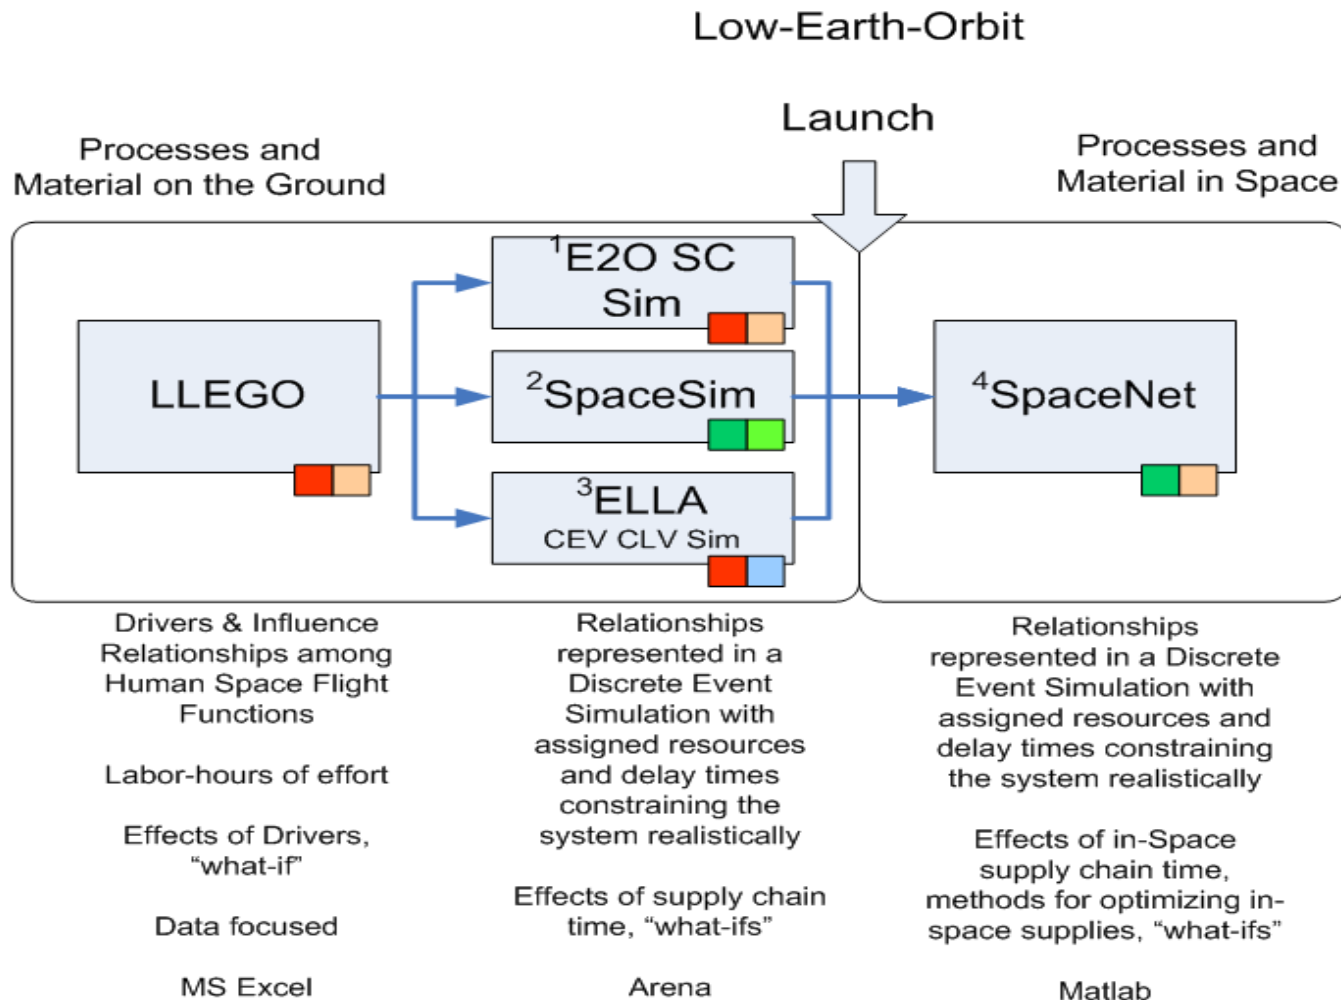 Low-Earth-Orbit
Launch
Processes and
Material on the Ground
Processes and
Material in Space
LLEGO
1E2O SC
Sim
2SpaceSim
3ELLA
CEV CLV Sim
4SpaceNet
Drivers & Influence
Relationships among
Human Space Flight
Functions
Labor-hours of effort
Effects of Drivers,
“what-if”
Data focused
MS Excel
Relationships
represented in a
Discrete Event
Simulation with
assigned resources
and delay times
constraining the
system realistically
Effects of supply chain
time, “what-ifs”
Arena
Relationships
represented in a Discrete
Event Simulation with
assigned resources and
delay times constraining
the system realistically
Effects of in-Space
supply chain time,
methods for optimizing in-
space supplies, “what-ifs”
Matlab